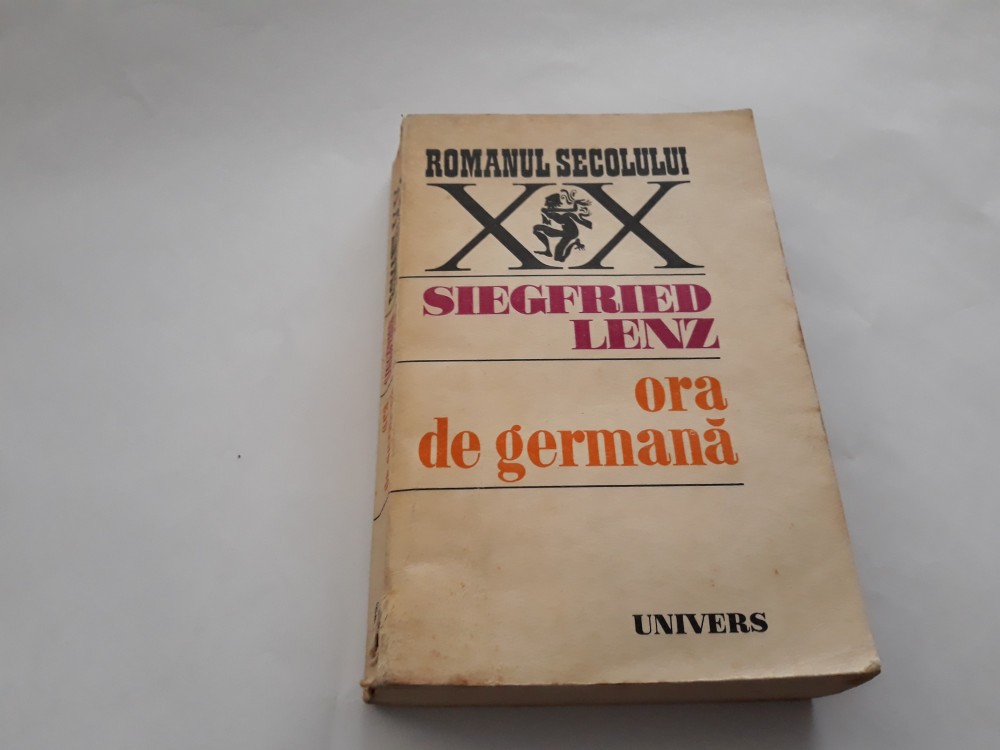 ROMANUL SECOLULUI
XX
SIEGFRIED
LENZ
ora
de germană
UNIVERS